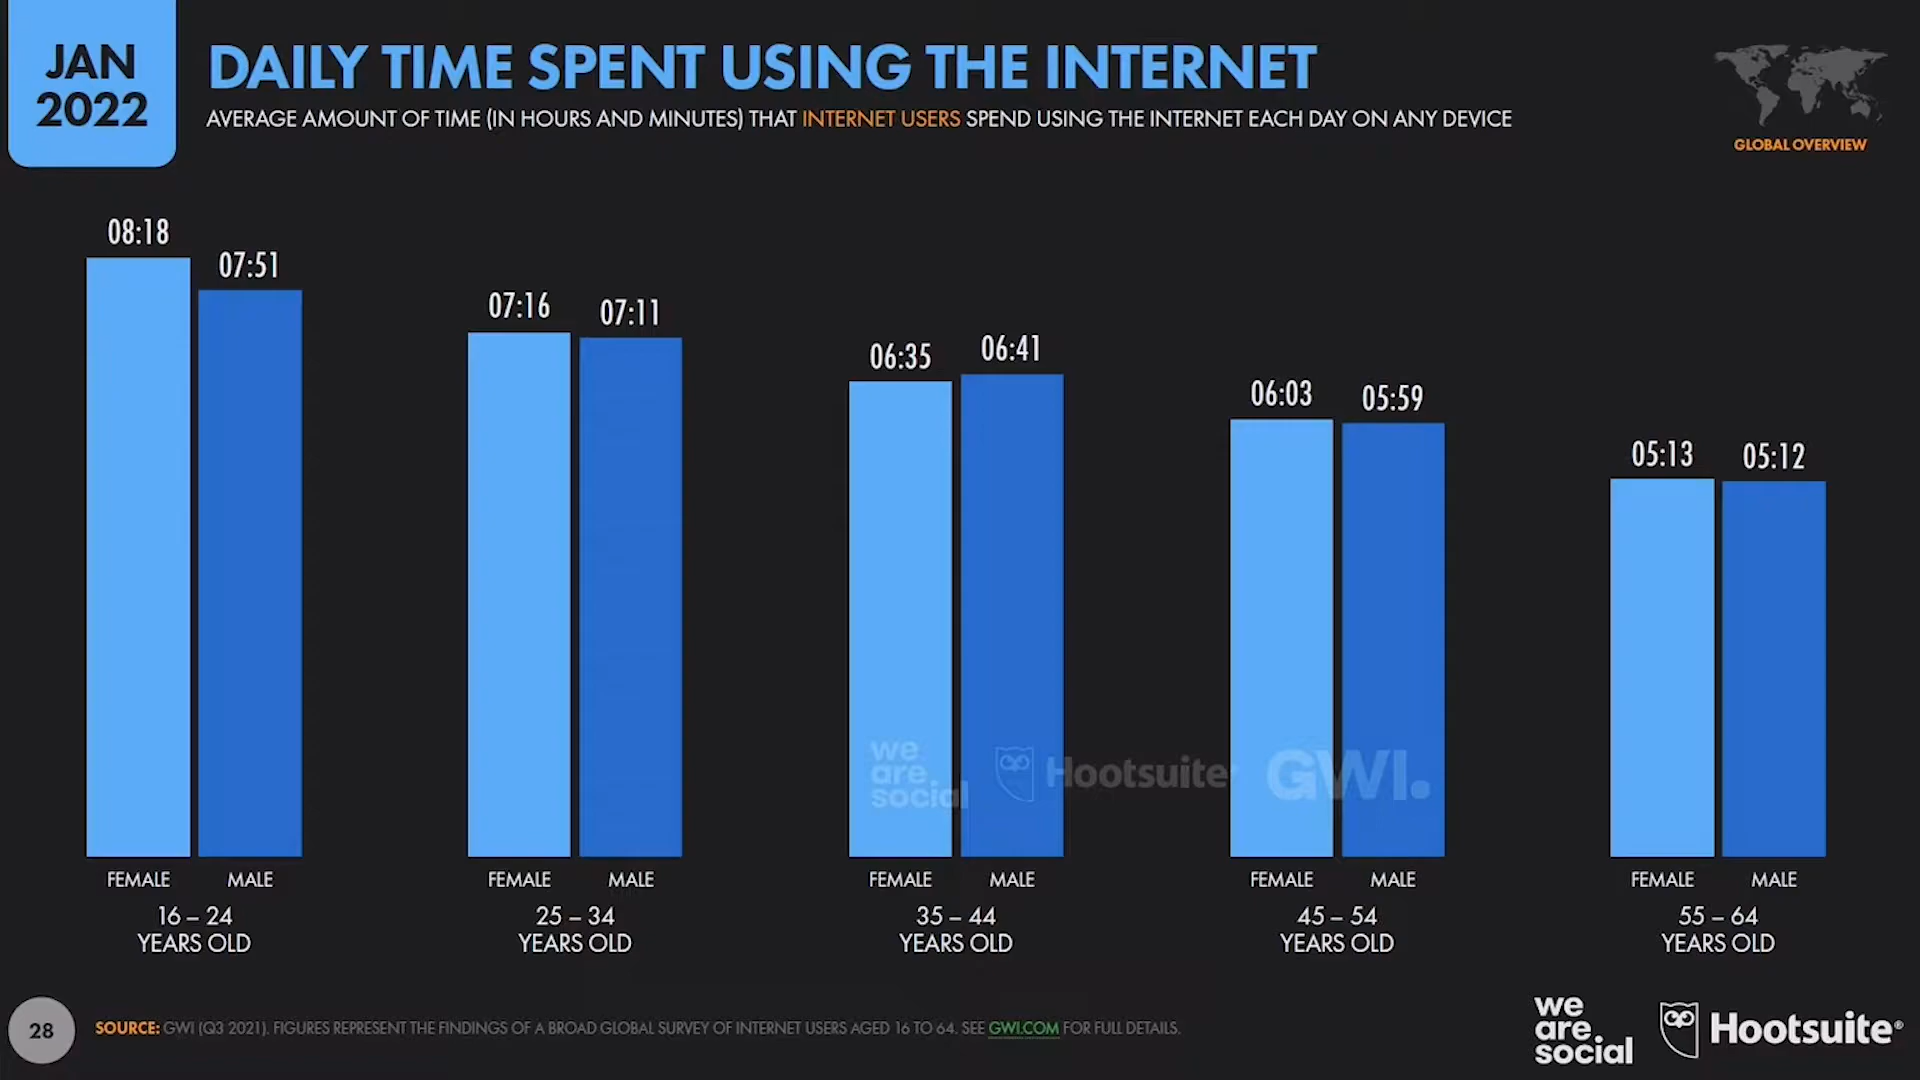 JAN
2022
DAILY TIME SPENT USING THE INTERNET
AVERAGE AMOUNT OF TIME (IN HOURS AND MINUTES) THAT INTERNET USERS SPEND USING THE INTERNET EACH DAY ON ANY DEVICE
GLOBAL OVERVIEW
08:18
07:51
07:16
07:11
06:35
06:41
06:03
05:59
05:13
05:12
we
are
social
Hootsuite
GWI.
FEMALE MALE FEMALE MALE FEMALE MALE FEMALE MALE FEMALE MALE
16 – 24 25 – 34 35 – 44 45 – 54 55 – 64
YEARS OLD YEARS OLD YEARS OLD YEARS OLD YEARS OLD
28
SOURCE: GWI (Q3 2021). FIGURES REPRESENT THE FINDINGS OF A BROAD GLOBAL SURVEY OF INTERNET USERS AGED 16 TO 64. SEE GWI.COM FOR FULL DETAILS.
we
are
social
Hootsuite®